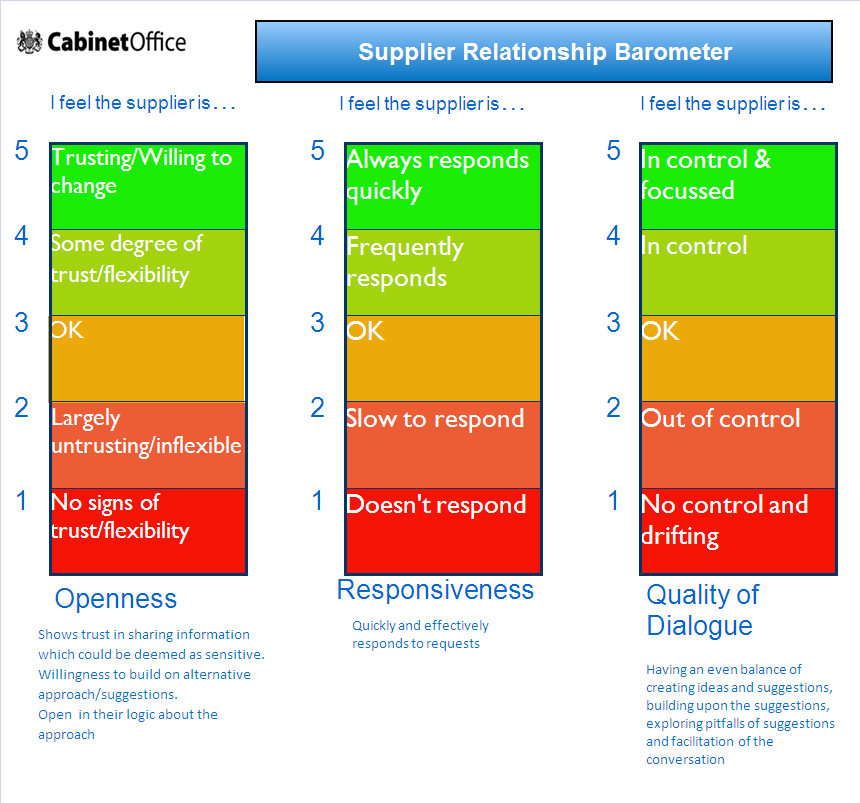 CabinetOffice
Supplier Relationship Barometer
I feel the supplier is . . .
5
Trusting/Willing to
change
4
Some degree of
trust/flexibility
3
OK
2
Largely
untrusting/inflexible
1
No signs of
trust/flexibility
Openness
Shows trust in sharing information
which could be deemed as sensitive.
Willingness to build on alternative
approach/suggestions.
Open in their logic about the
approach
I feel the supplier is . . .
5
Always responds
quickly
4
Frequently
responds
3
OK
2
Slow to respond
1
Doesn't respond
Responsiveness
Quickly and effectively
responds to requests
I feel the supplier is . . .
5
In control &
focussed
4
In control
3
OK
2
Out of control
1
No control and
drifting
Quality of
Dialogue
Having an even balance of
creating ideas and suggestions,
building upon the suggestions,
exploring pitfalls of suggestions
and facilitation of the
conversation